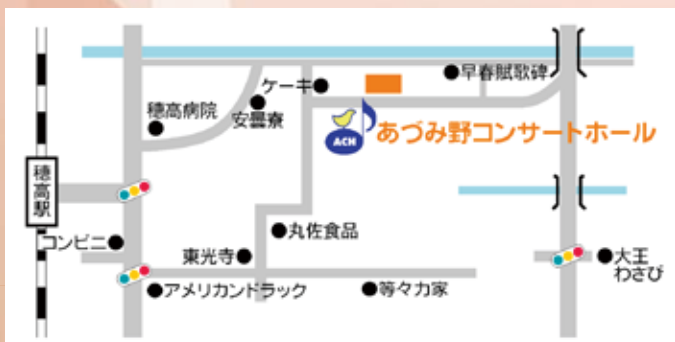 早春賦歌碑
ケーキ
穂高病院
安曇寮
ACH
あづみ野コンサートホール
穂高駅
丸佐食品
コンビニ
東光寺
大王
わさび
アメリカンドラック
等々力家